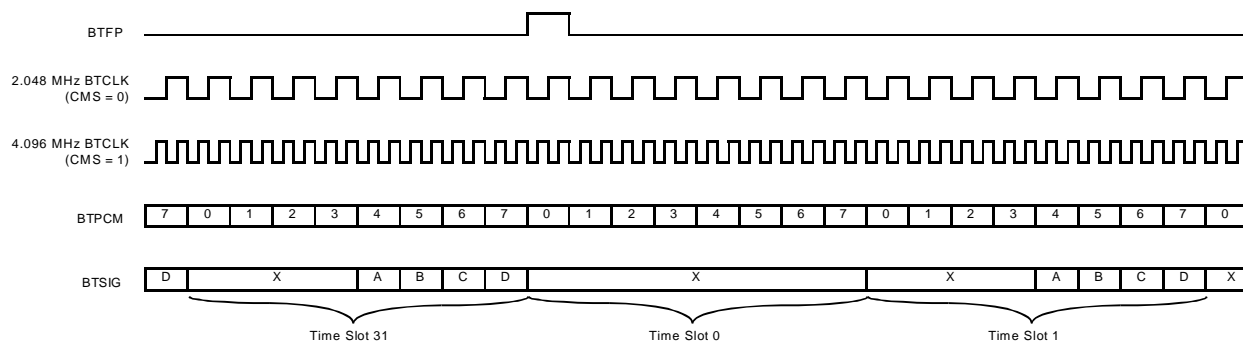 BTFP
2.048 MHz BTCLK
(CMS = 0)
4.096 MHz BTCLK
(CMS = 1)
BTPCM 7 0 1 2 3 4 5 6 7 0 1 2 3 4 5 6 7 0 1 2 3 4 5 6 7 0
BTSIG D X A B C D X X A B C D X
Time Slot 31 Time Slot 0 Time Slot 1